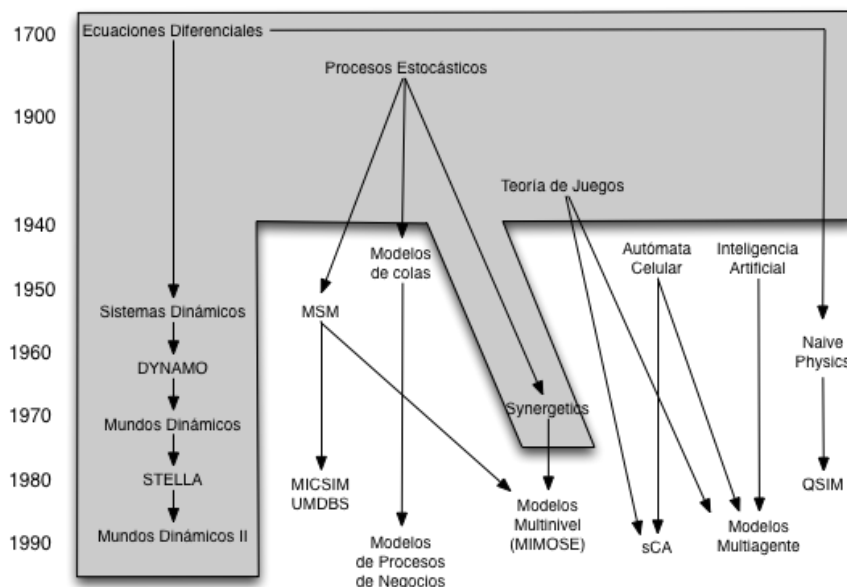 1700
Ecuaciones Diferenciales
Procesos Estocásticos
1900
Teoría de Juegos
1940
Modelos
de colas
Autómata
Celular
Inteligencia
Artificial
1950
Sistemas Dinámicos
MSM
Naive
Physics
1960
DYNAMO
1970
Mundos Dinámicos
Synergetics
1980
STELLA
MICSIM
UMDBS
QSIM
Modelos
Multinivel
(MIMOSE)
1990
Mundos Dinámicos II
Modelos
de Procesos
de Negocios
sCA
Modelos
Multiagente